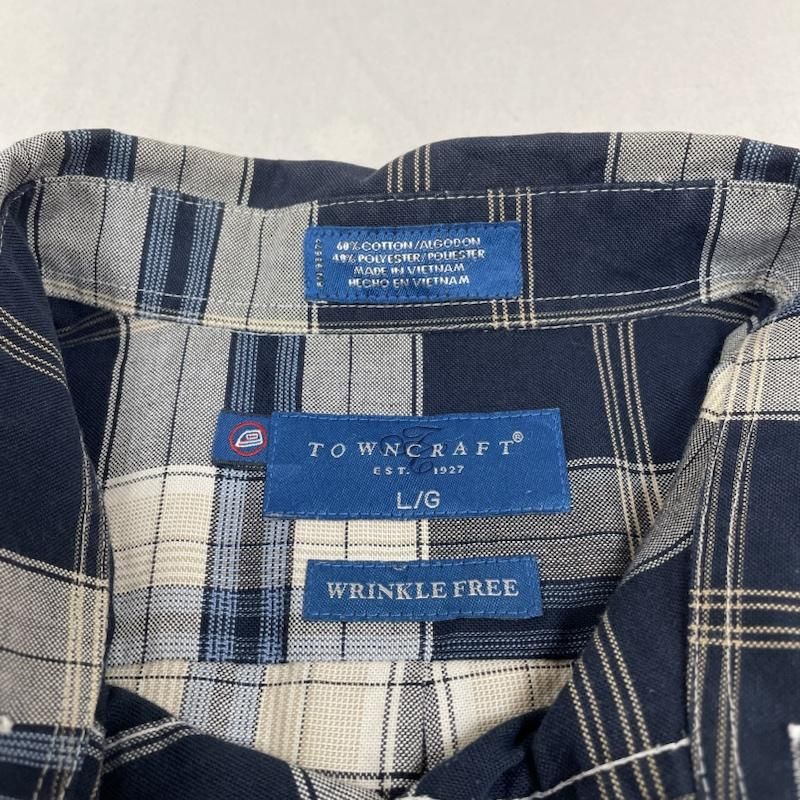 60% COTTON/ALGODON
40% POLYESTER/POLIESTER
MADE IN VIETNAM
HECHO EN VIETNAM
TOWNCRAFT®
EST. 1927
L/G
WRINKLE FREE